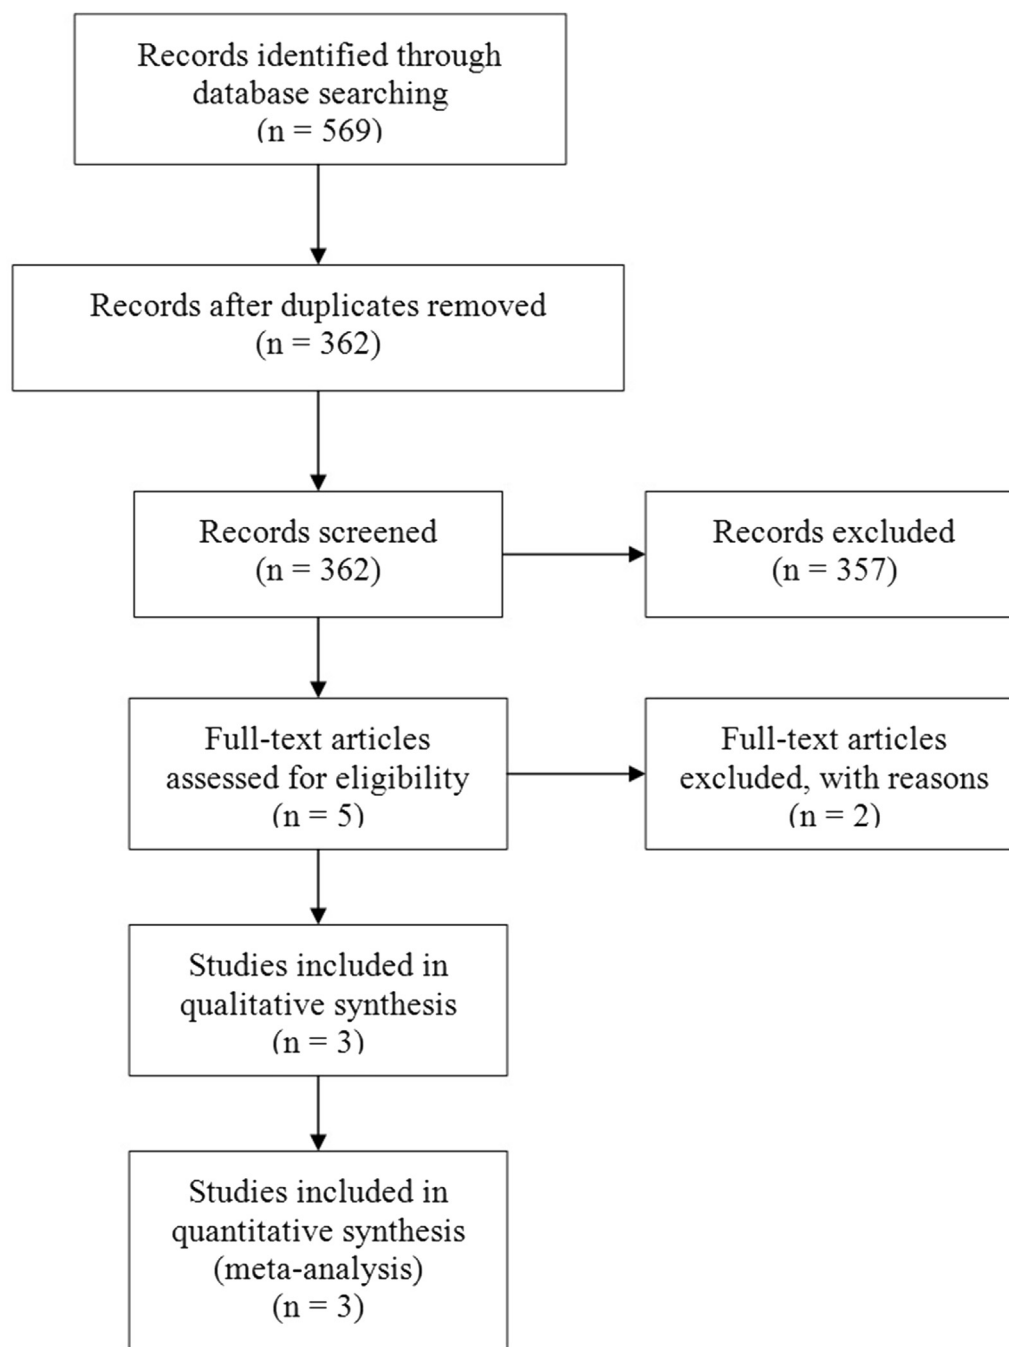 Records identified through
database searching
(n = 569)
Records after duplicates removed
(n = 362)
Records screened
(n = 362)
Records excluded
(n = 357)
Full-text articles
assessed for eligibility
(n = 5)
Full-text articles
excluded, with reasons
(n = 2)
Studies included in
qualitative synthesis
(n = 3)
Studies included in
quantitative synthesis
(meta-analysis)
(n = 3)